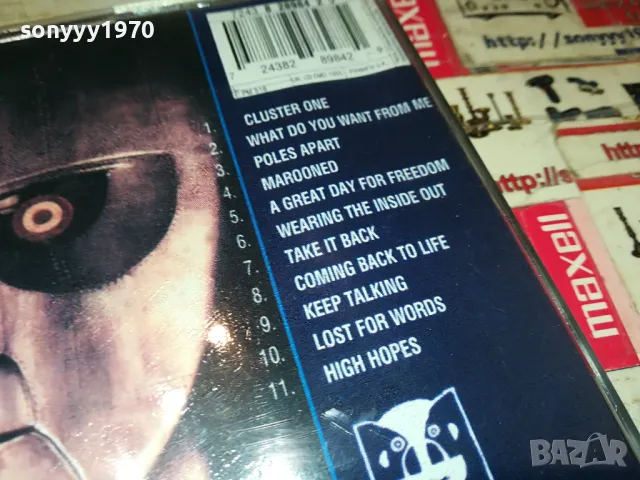 sonyyy1970
7 24382 89842 9
1. CLUSTER ONE
2. WHAT DO YOU WANT FROM ME
3. POLES APART
4. MAROONED
5. A GREAT DAY FOR FREEDOM
6. WEARING THE INSIDE OUT
7. TAKE IT BACK
8. COMING BACK TO LIFE
9. KEEP TALKING
10. LOST FOR WORDS
11. HIGH HOPES
maxell
http://s
http
maxell
BAZAR